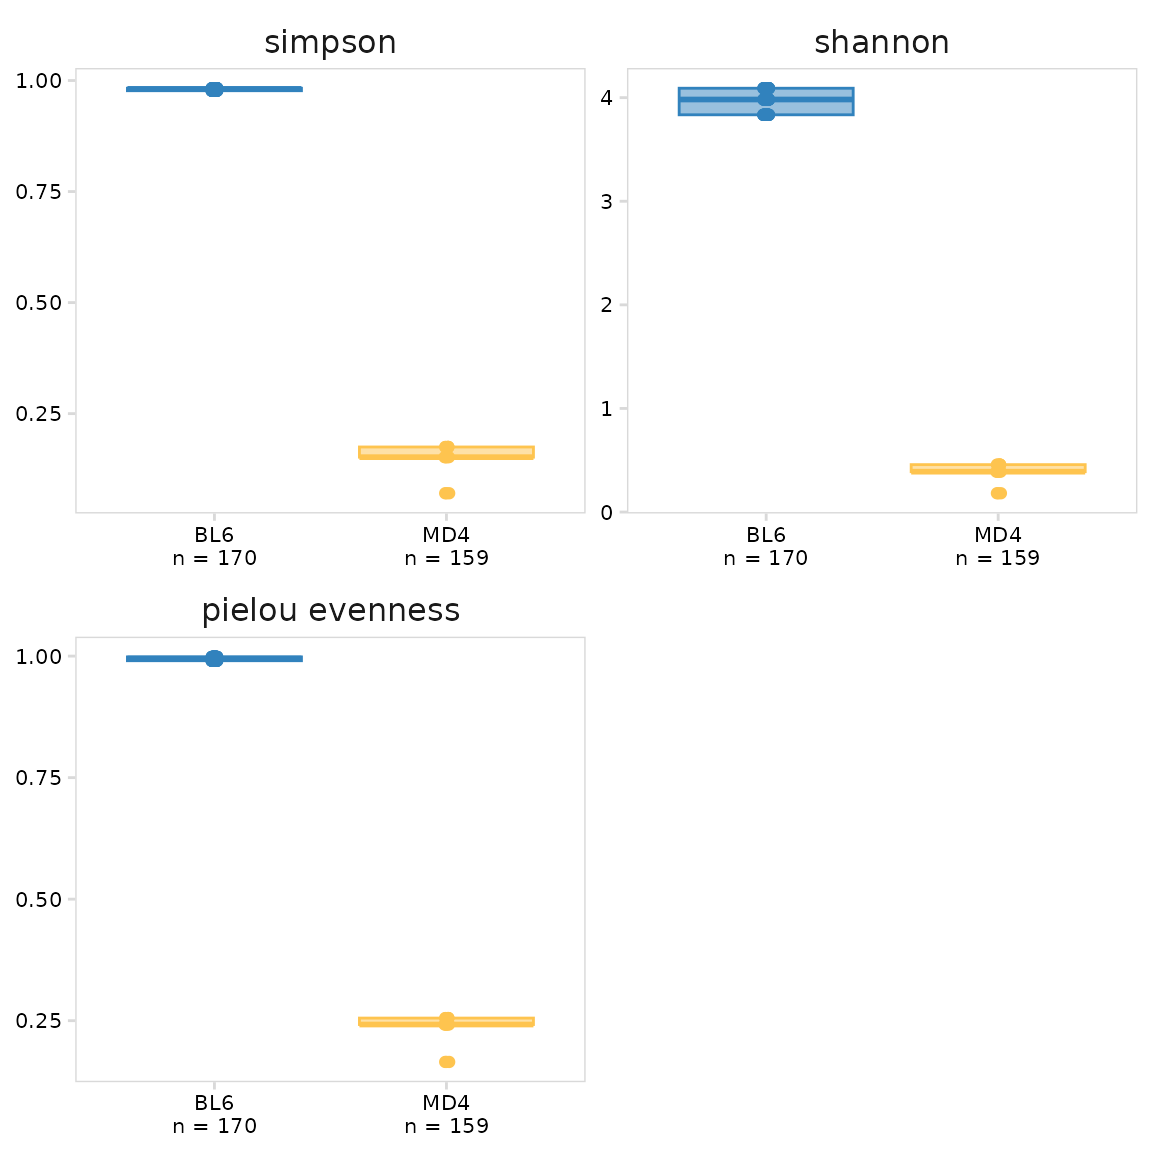 simpson
1.00
0.75
0.50
0.25
BL6
n = 170
MD4
n = 159
shannon
4
3
2
1
0
BL6
n = 170
MD4
n = 159
pielou evenness
1.00
0.75
0.50
0.25
BL6
n = 170
MD4
n = 159